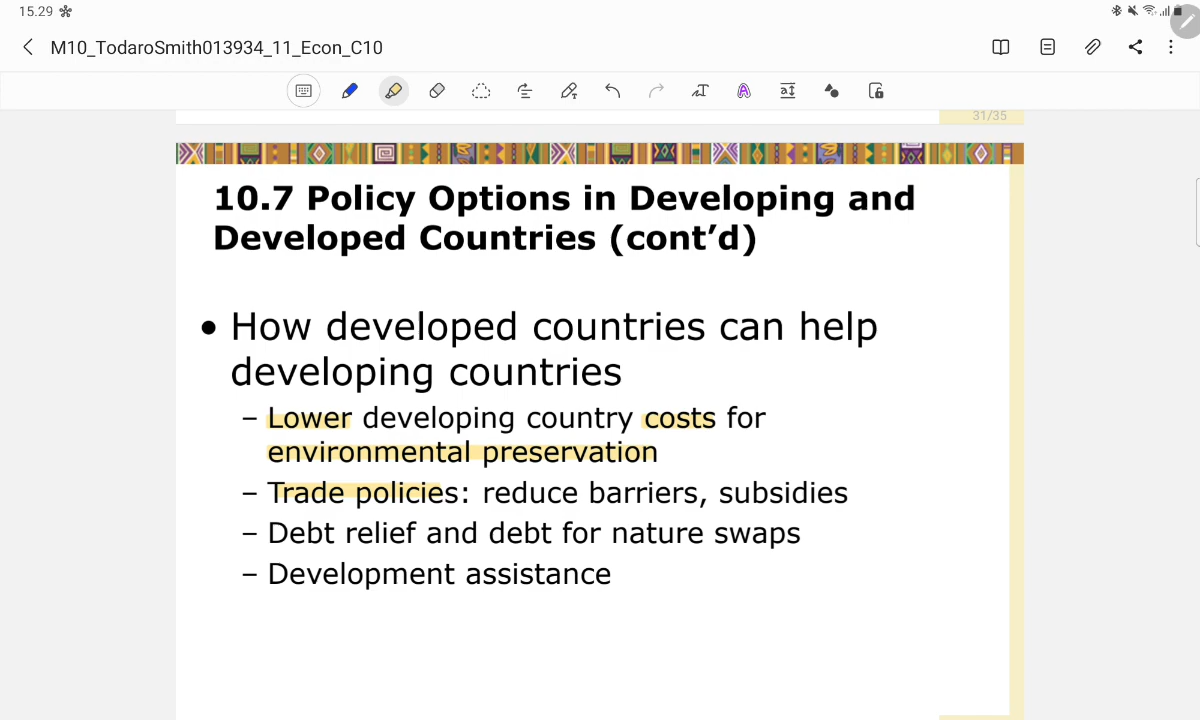 15.29
M10_TodaroSmith013934_11_Econ_C10
31/35
10.7 Policy Options in Developing and
Developed Countries (cont’d)
• How developed countries can help
developing countries
– Lower developing country costs for
environmental preservation
– Trade policies: reduce barriers, subsidies
– Debt relief and debt for nature swaps
– Development assistance